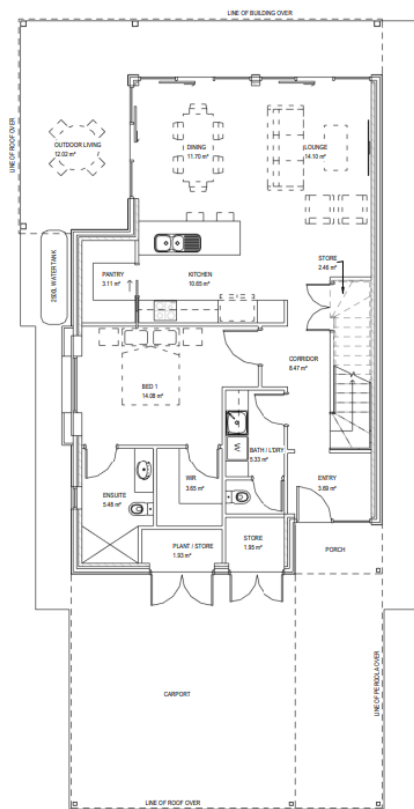 LINE OF BUILDING OVER
LINE OF ROOF OVER
OUTDOOR LIVING
12.02 m²
DINING
11.70 m²
LOUNGE
14.10 m²
2500L WATER TANK
PANTRY
3.11 m²
KITCHEN
10.65 m²
STORE
2.46 m²
CORRIDOR
6.47 m²
BED 1
14.08 m²
BATH / L'DRY
5.33 m²
W
ENSUITE
5.46 m²
WIR
3.65 m²
ENTRY
3.69 m²
PLANT / STORE
1.93 m²
STORE
1.95 m²
PORCH
CARPORT
LINE OF PERGOLA OVER
LINE OF ROOF OVER